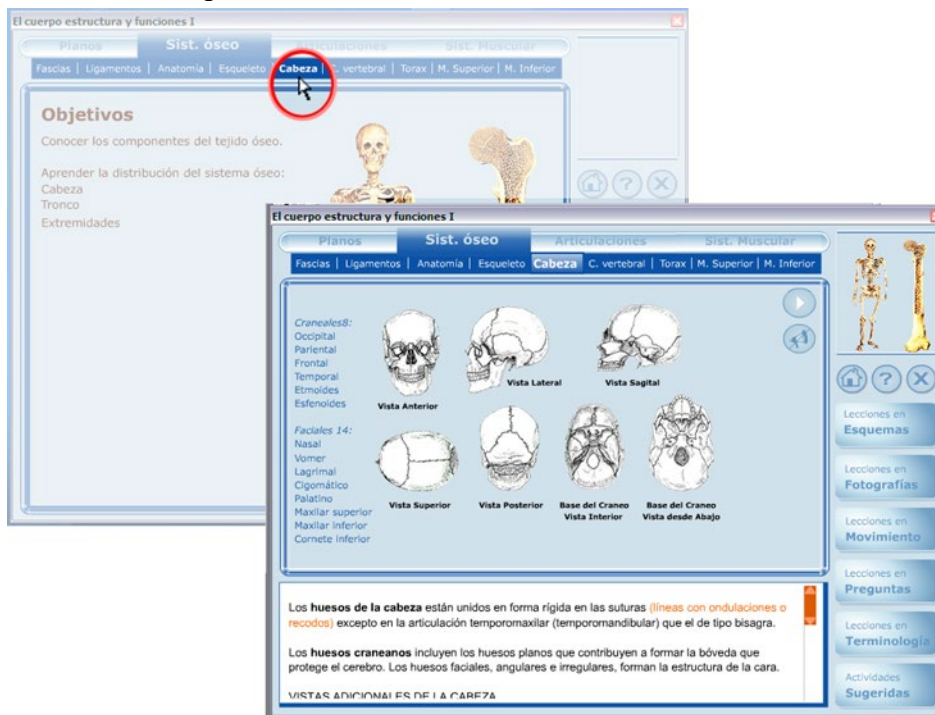 El cuerpo estructura y funciones I
Planos Sist. óseo Articulaciones Sist. Muscular
Fascias | Ligamentos | Anatomía | Esqueleto Cabeza C. vertebral | Torax | M. Superior | M. Inferior
Objetivos
Conocer los componentes del tejido óseo.
Aprender la distribución del sistema óseo:
Cabeza
Tronco
Extremidades
El cuerpo estructura y funciones I
Planos Sist. óseo Articulaciones Sist. Muscular
Fascias | Ligamentos | Anatomía | Esqueleto Cabeza C. vertebral | Torax | M. Superior | M. Inferior
Craneales8:
Occipital
Pariental
Frontal
Temporal
Etmoides
Esfenoides
Faciales 14:
Nasal
Vomer
Lagrimal
Cigomático
Palatino
Maxilar superior
Maxilar inferior
Cornete inferior
Vista Anterior
Vista Lateral
Vista Sagital
Vista Superior
Vista Posterior
Base del Craneo
Vista Interior
Base del Craneo
Vista desde Abajo
Lecciones en
Esquemas
Lecciones en
Fotografías
Lecciones en
Movimiento
Lecciones en
Preguntas
Lecciones en
Terminología
Actividades
Sugeridas
Los huesos de la cabeza están unidos en forma rígida en las suturas (líneas con ondulaciones o
recodos) excepto en la articulación temporomaxilar (temporomandibular) que el de tipo bisagra.
Los huesos craneanos incluyen los huesos planos que contribuyen a formar la bóveda que
protege el cerebro. Los huesos faciales, angulares e irregulares, forman la estructura de la cara.
VISTAS ADICIONALES DE LA CABEZA